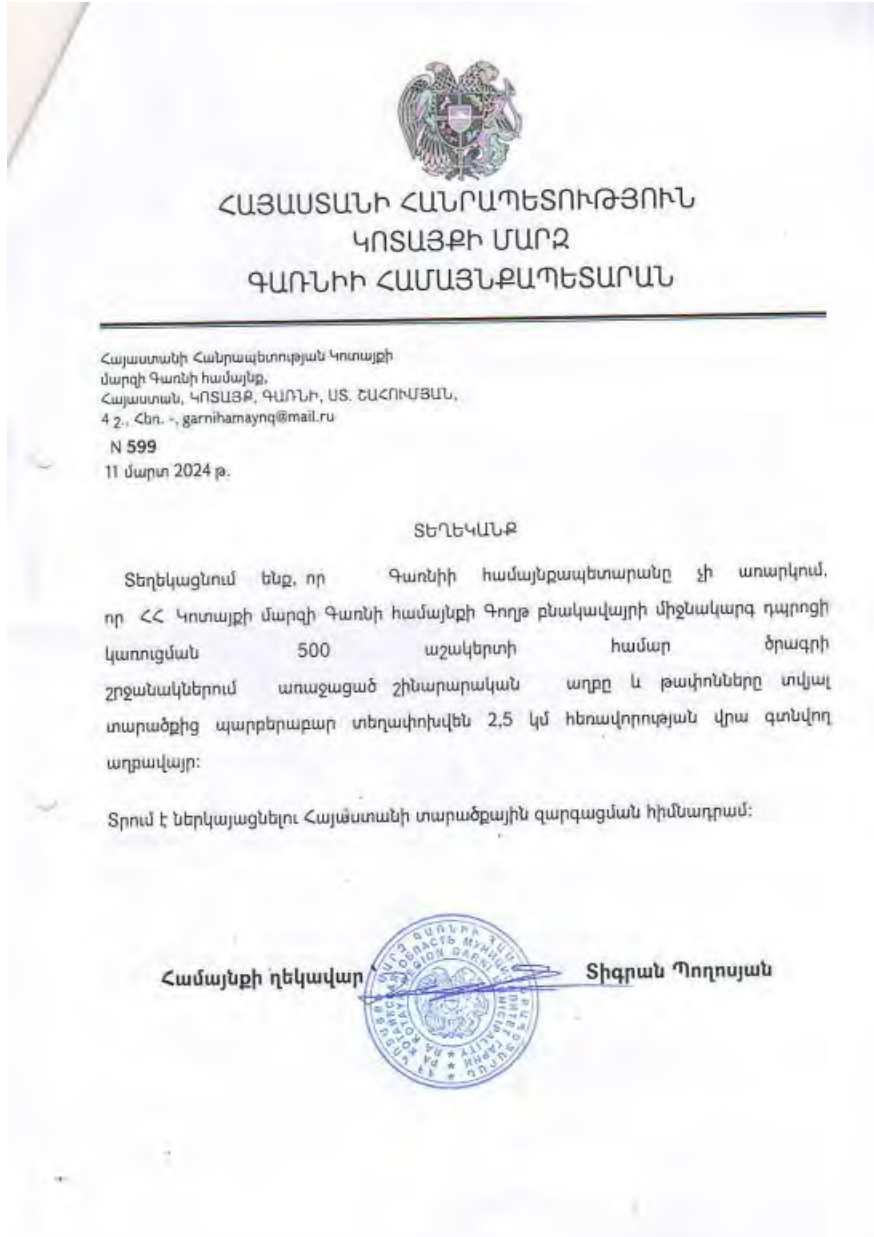 ՀԱՅԱՍՏԱՆԻ ՀԱՆՐԱՊԵՏՈՒԹՅՈՒՆ
ԿՈՏԱՅՔԻ ՄԱՐԶ
ԳԱՌՆԻԻ ՀԱՄԱՅՆՔԱՊԵՏԱՐԱՆ
Հայաստանի Հանրապետության Կոտայքի
մարզի Գառնի համայնք,
Հայաստան, ԿՈՏԱՅՔ, ԳԱՌՆԻ, ՍՏ. ՇԱՀՈՒՄՅԱՆ,
4 շ., Հեռ. -, garnihamaynq@mail.ru
N 599
11 մարտ 2024 թ.
ՏԵՂԵԿԱՆՔ
Տեղեկացնում ենք, որ Գառնիի համայնքապետարանը չի առարկում,
որ ՀՀ Կոտայքի մարզի Գառնի համայնքի Գողթ բնակավայրի միջնակարգ դպրոցի
կառուցման 500 աշակերտի համար ծրագրի
շրջանակներում առաջացած շինարարական աղբը և թափոնները տվյալ
տարածքից պարբերաբար տեղափոխվեն 2,5 կմ հեռավորության վրա գտնվող
աղբավայր:
Տրում է ներկայացնելու Հայաստանի տարածքային զարգացման հիմնադրամ:
Համայնքի ղեկավար Տիգրան Պողոսյան